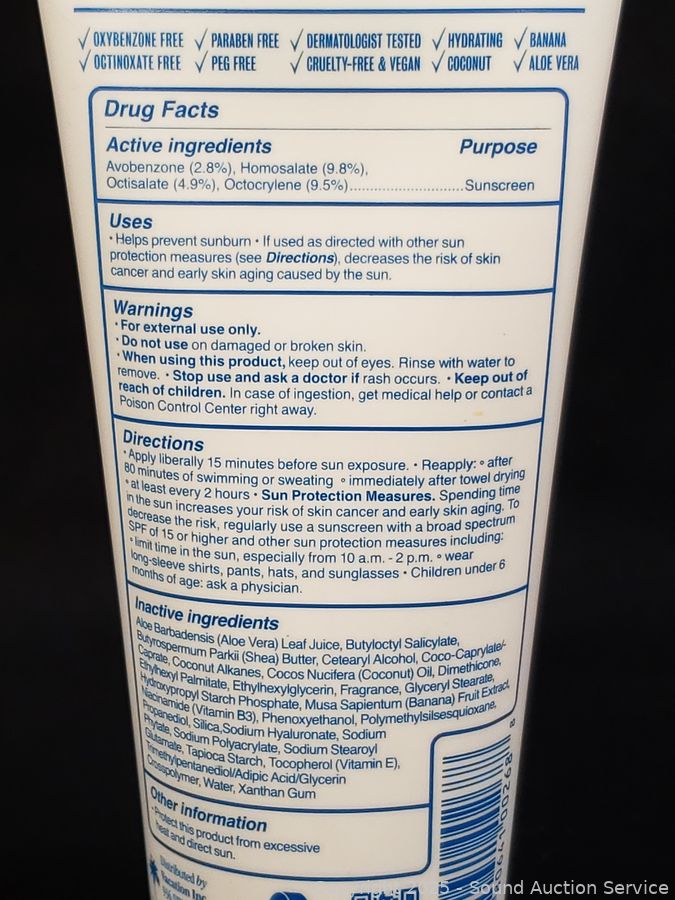 ✓ OXYBENZONE FREE ✓ PARABEN FREE ✓ DERMATOLOGIST TESTED ✓ HYDRATING ✓ BANANA
✓ OCTINOXATE FREE ✓ PEG FREE ✓ CRUELTY-FREE & VEGAN ✓ COCONUT ✓ ALOE VERA
Drug Facts
Active ingredients Purpose
Avobenzone (2.8%), Homosalate (9.8%),
Octisalate (4.9%), Octocrylene (9.5%)...........................Sunscreen
Uses
• Helps prevent sunburn • If used as directed with other sun
protection measures (see Directions), decreases the risk of skin
cancer and early skin aging caused by the sun.
Warnings
• For external use only.
• Do not use on damaged or broken skin.
• When using this product, keep out of eyes. Rinse with water to
remove. • Stop use and ask a doctor if rash occurs. • Keep out of
reach of children. In case of ingestion, get medical help or contact a
Poison Control Center right away.
Directions
• Apply liberally 15 minutes before sun exposure. • Reapply: ° after
80 minutes of swimming or sweating ° immediately after towel drying
° at least every 2 hours • Sun Protection Measures. Spending time
in the sun increases your risk of skin cancer and early skin aging. To
decrease the risk, regularly use a sunscreen with a broad spectrum
SPF of 15 or higher and other sun protection measures including:
° limit time in the sun, especially from 10 a.m. - 2 p.m. ° wear
long-sleeve shirts, pants, hats, and sunglasses • Children under 6
months of age: ask a physician.
Inactive ingredients
Aloe Barbadensis (Aloe Vera) Leaf Juice, Butyloctyl Salicylate,
Butyrospermum Parkii (Shea) Butter, Cetearyl Alcohol, Coco-Caprylate/-
Caprate, Coconut Alkanes, Cocos Nucifera (Coconut) Oil, Dimethicone,
Ethylhexyl Palmitate, Ethylhexylglycerin, Fragrance, Glyceryl Stearate,
Hydroxypropyl Starch Phosphate, Musa Sapientum (Banana) Fruit Extract,
Niacinamide (Vitamin B3), Phenoxyethanol, Polymethylsilsesquioxane,
Propanediol, Silica,Sodium Hyaluronate, Sodium
Phytate, Sodium Polyacrylate, Sodium Stearoyl
Glutamate, Tapioca Starch, Tocopherol (Vitamin E),
Trimethylpentanediol/Adipic Acid/Glycerin
Crosspolymer, Water, Xanthan Gum
Other information
• Protect this product from excessive
heat and direct sun.
Distributed by
Vacation Inc.
- Sound Auction Service